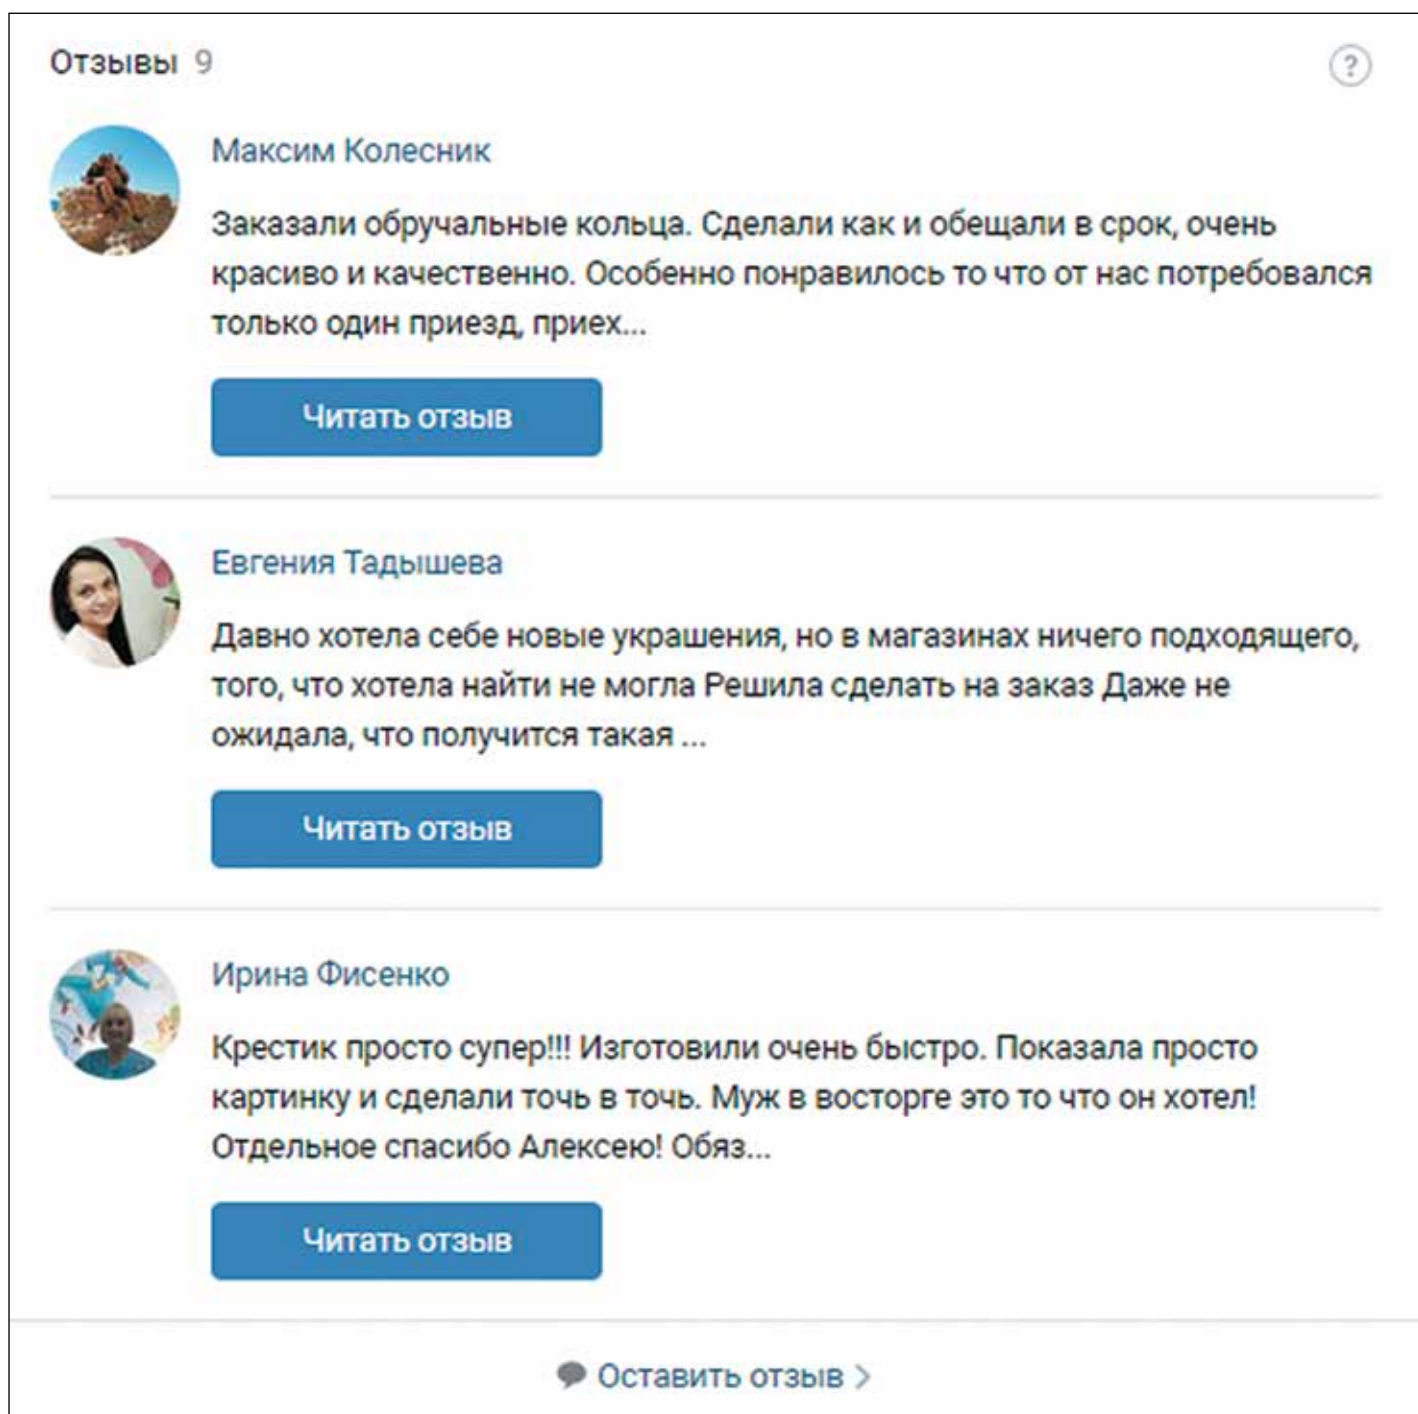 Отзывы 9
?
Максим Колесник
Заказали обручальные кольца. Сделали как и обещали в срок, очень
красиво и качественно. Особенно понравилось то что от нас потребовался
только один приезд, приех...
Читать отзыв
Евгения Тадышева
Давно хотела себе новые украшения, но в магазинах ничего подходящего,
того, что хотела найти не могла Решила сделать на заказ Даже не
ожидала, что получится такая ...
Читать отзыв
Ирина Фисенко
Крестик просто супер!!! Изготовили очень быстро. Показала просто
картинку и сделали точь в точь. Муж в восторге это то что он хотел!
Отдельное спасибо Алексею! Обяз...
Читать отзыв
Оставить отзыв >